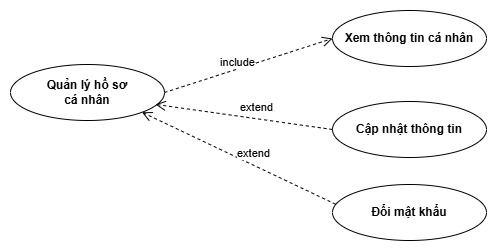 Xem thông tin cá nhân
include
Quản lý hồ sơ
cá nhân
extend
Cập nhật thông tin
extend
Đổi mật khẩu